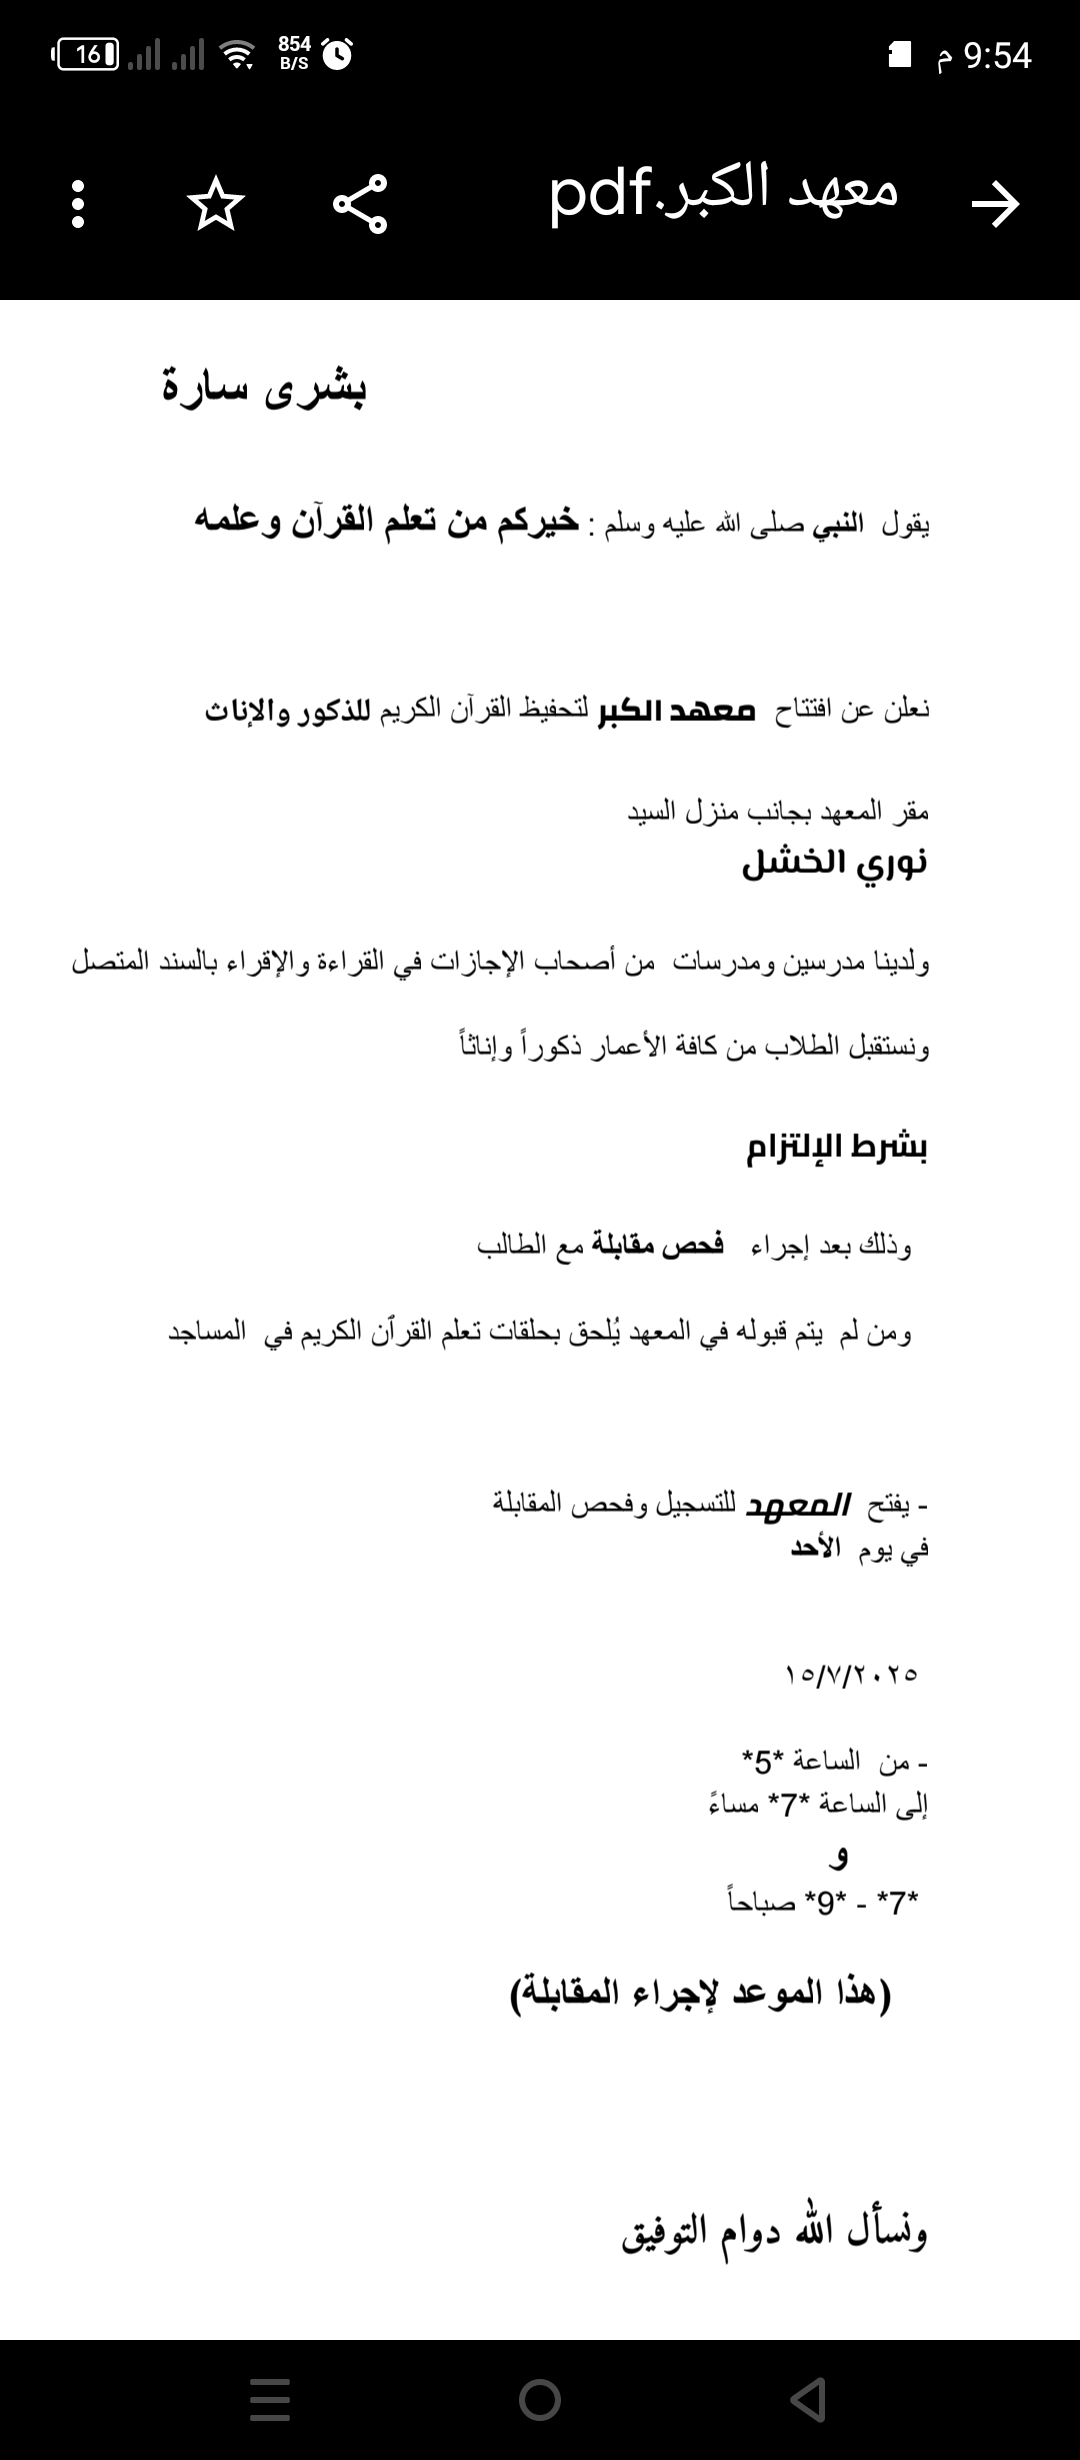 9:54 م
854 B/S
16
معهد الكبر.pdf
بشرى سارة
يقول النبي صلى الله عليه وسلم : خيركم من تعلم القرآن وعلمه
نعلن عن افتتاح معهد الكبر لتحفيظ القرآن الكريم للذكور والإناث
مقر المعهد بجانب منزل السيد
نوري الخشل
ولدينا مدرسين ومدرسات من أصحاب الإجازات في القراءة والإقراء بالسند المتصل
ونستقبل الطلاب من كافة الأعمار ذكوراً وإناثاً
بشرط الإلتزام
وذلك بعد إجراء فحص مقابلة مع الطالب
ومن لم يتم قبوله في المعهد يُلحق بحلقات تعلم القرآن الكريم في المساجد
- يفتح المعهد للتسجيل وفحص المقابلة
في يوم الأحد
١٥/٧/٢٠٢٥
- من الساعة *5*
إلى الساعة *7* مساءً
و
*7* - *9* صباحاً
(هذا الموعد لإجراء المقابلة)
ونسأل الله دوام التوفيق